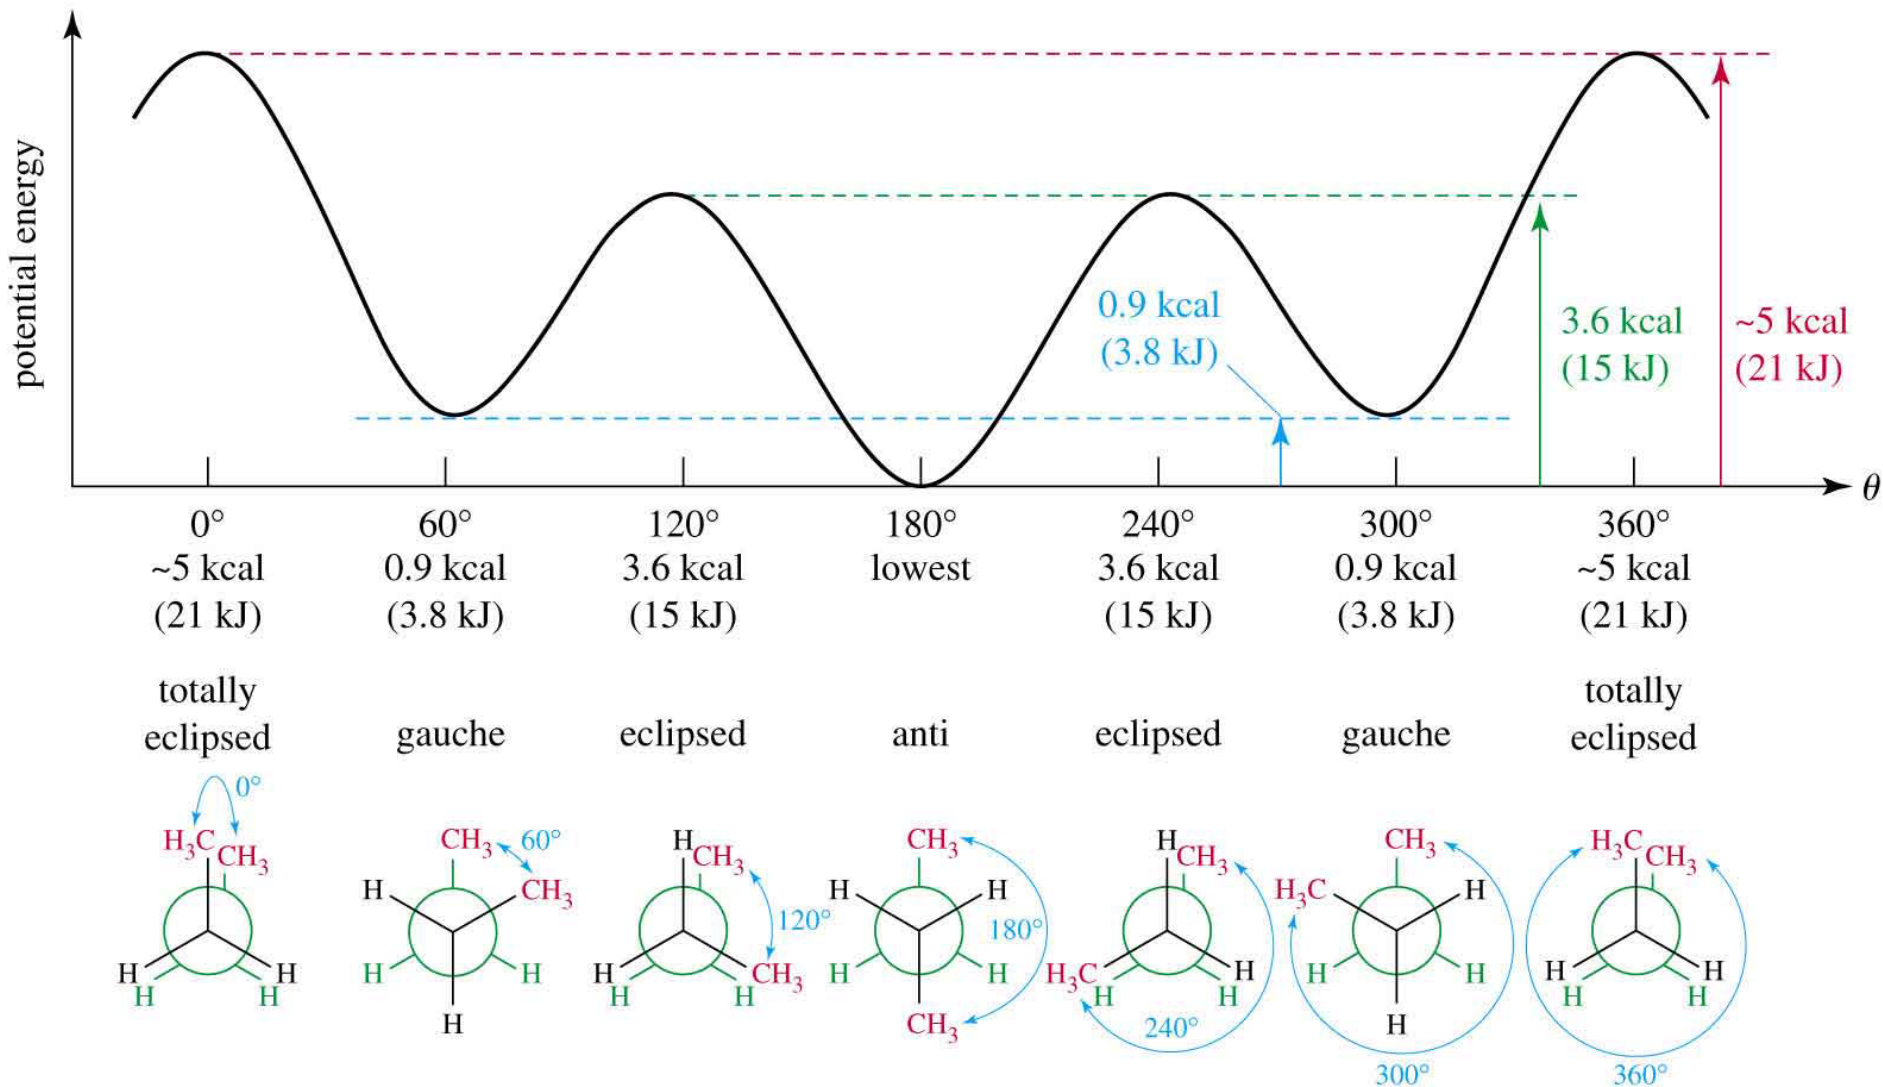 potential energy
0.9 kcal
(3.8 kJ)
3.6 kcal
(15 kJ)
~5 kcal
(21 kJ)
θ
0° 60° 120° 180° 240° 300° 360°
~5 kcal 0.9 kcal 3.6 kcal lowest 3.6 kcal 0.9 kcal ~5 kcal
(21 kJ) (3.8 kJ) (15 kJ) (15 kJ) (3.8 kJ) (21 kJ)
totally totally
eclipsed gauche eclipsed anti eclipsed gauche eclipsed
0°
H₃C
CH₃
H
H
H
H
CH₃
60°
H
CH₃
H
H
H
H
CH₃
120°
H
CH₃
H
H
CH₃
H
H
180°
H
H
CH₃
H
CH₃
H₃C
H
H
H
240°
CH₃
H₃C
H
H
H
H
300°
H₃C
CH₃
H
H
H
H
360°